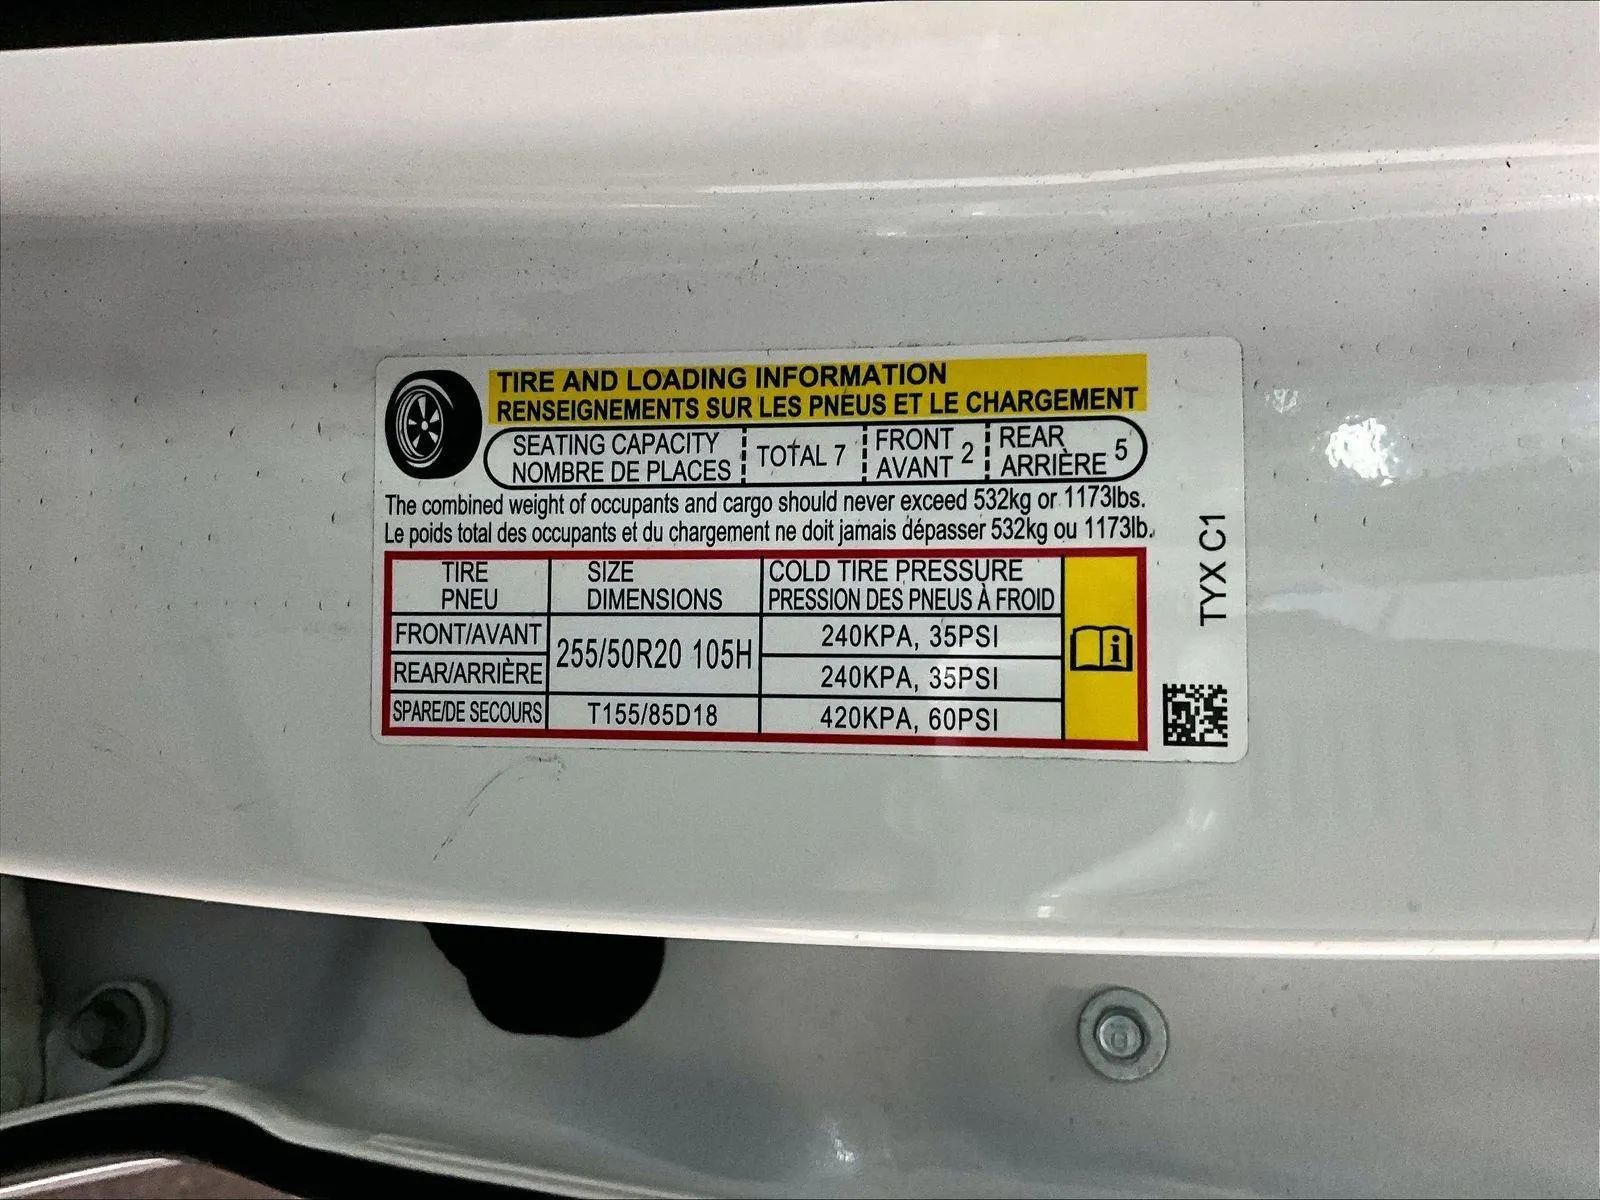 TIRE AND LOADING INFORMATION
RENSEIGNEMENTS SUR LES PNEUS ET LE CHARGEMENT
SEATING CAPACITY
NOMBRE DE PLACES
TOTAL 7
FRONT
AVANT
2
REAR
ARRIÈRE
5
The combined weight of occupants and cargo should never exceed 532kg or 1173lbs.
Le poids total des occupants et du chargement ne doit jamais dépasser 532kg ou 1173lb.
TIRE
PNEU
SIZE
DIMENSIONS
COLD TIRE PRESSURE
PRESSION DES PNEUS À FROID
FRONT/AVANT
255/50R20 105H
240KPA, 35PSI
REAR/ARRIÈRE
240KPA, 35PSI
SPARE/DE SECOURS
T155/85D18
420KPA, 60PSI
i
TYX C1